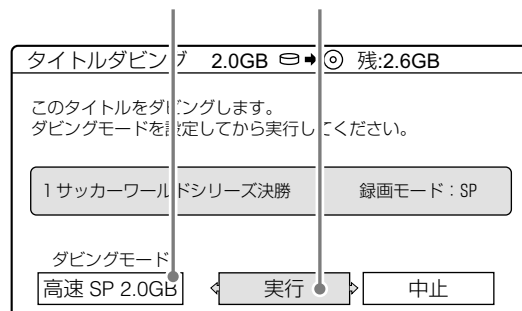 タイトルダビング 2.0GB 残:2.6GB
このタイトルをダビングします。
ダビングモードを設定してから実行してください。
1 サッカーワールドシリーズ決勝 録画モード：SP
ダビングモード
高速 SP 2.0GB 実行 中止